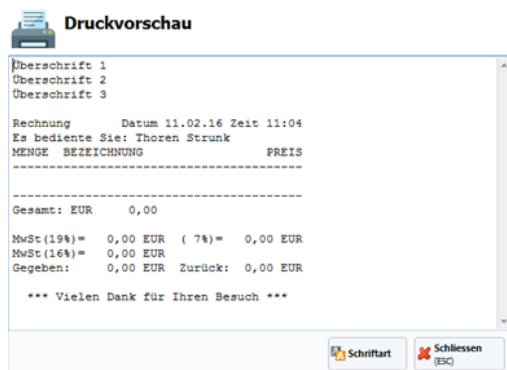 Druckvorschau
Überschrift 1
Überschrift 2
Überschrift 3
Rechnung Datum 11.02.16 Zeit 11:04
Es bediente Sie: Thoren Strunk
MENGE BEZEICHNUNG PREIS
----------------------------------------
----------------------------------------
Gesamt: EUR 0,00
MwSt(19%)= 0,00 EUR ( 7%)= 0,00 EUR
MwSt(16%)= 0,00 EUR
Gegeben: 0,00 EUR Zurück: 0,00 EUR
*** Vielen Dank für Ihren Besuch ***
Schriftart
Schliessen
(ESC)